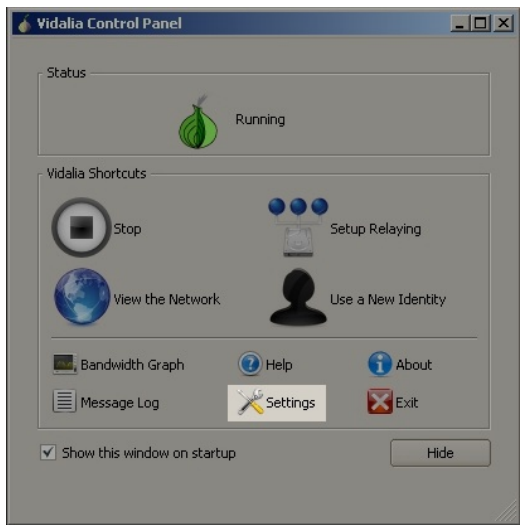 Vidalia Control Panel
Status
Running
Vidalia Shortcuts
Stop
Setup Relaying
View the Network
Use a New Identity
Bandwidth Graph
Help
About
Message Log
Settings
Exit
Show this window on startup
Hide